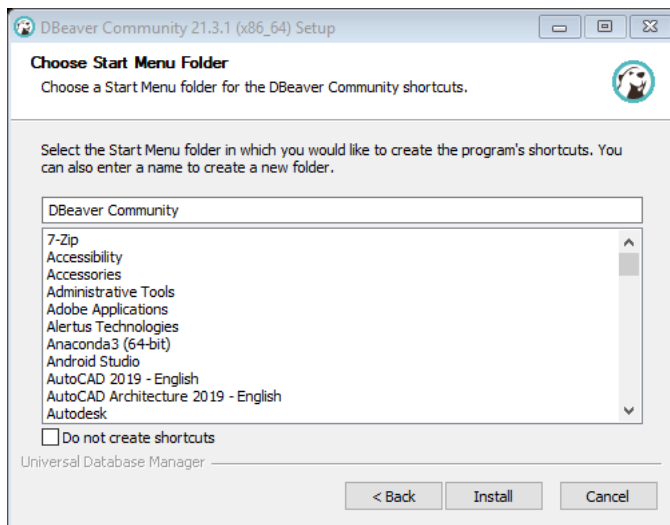 DBeaver Community 21.3.1 (x86_64) Setup
Choose Start Menu Folder
Choose a Start Menu folder for the DBeaver Community shortcuts.
Select the Start Menu folder in which you would like to create the program's shortcuts. You
can also enter a name to create a new folder.
DBeaver Community
7-Zip
Accessibility
Accessories
Administrative Tools
Adobe Applications
Alertus Technologies
Anaconda3 (64-bit)
Android Studio
AutoCAD 2019 - English
AutoCAD Architecture 2019 - English
Autodesk
Do not create shortcuts
Universal Database Manager
< Back Install Cancel